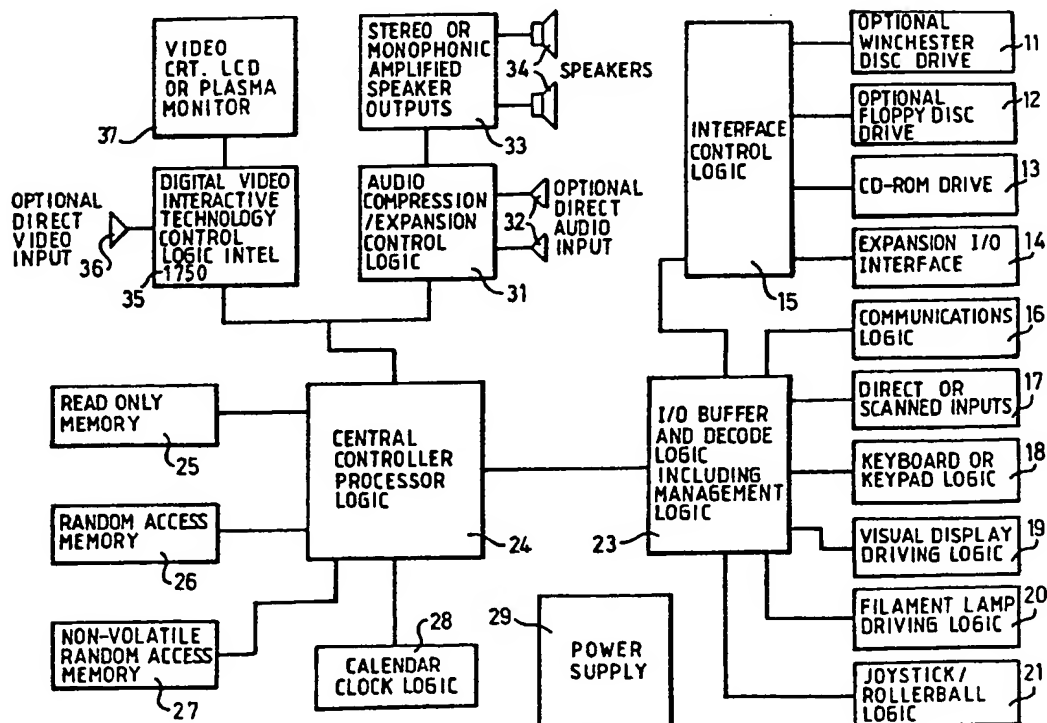 VIDEO
CRT. LCD
OR PLASMA
MONITOR
37
STEREO OR
MONOPHONIC
AMPLIFIED
SPEAKER
OUTPUTS
33
34
SPEAKERS
OPTIONAL
DIRECT
VIDEO
INPUT
36
DIGITAL VIDEO
INTERACTIVE
TECHNOLOGY
CONTROL
LOGIC INTEL
1750
35
AUDIO
COMPRESSION
/EXPANSION
CONTROL
LOGIC
31
32
OPTIONAL
DIRECT
AUDIO
INPUT
INTERFACE
CONTROL
LOGIC
15
OPTIONAL
WINCHESTER
DISC DRIVE
11
OPTIONAL
FLOPPY DISC
DRIVE
12
CD-ROM DRIVE
13
EXPANSION I/O
INTERFACE
14
COMMUNICATIONS
LOGIC
16
DIRECT OR
SCANNED INPUTS
17
KEYBOARD OR
KEYPAD LOGIC
18
VISUAL DISPLAY
DRIVING LOGIC
19
FILAMENT LAMP
DRIVING LOGIC
20
JOYSTICK/
ROLLERBALL
LOGIC
21
READ ONLY
MEMORY
25
RANDOM ACCESS
MEMORY
26
NON-VOLATILE
RANDOM ACCESS
MEMORY
27
CENTRAL
CONTROLLER
PROCESSOR
LOGIC
24
28
CALENDAR
CLOCK LOGIC
I/O BUFFER
AND DECODE
LOGIC
INCLUDING
MANAGEMENT
LOGIC
23
29
POWER
SUPPLY